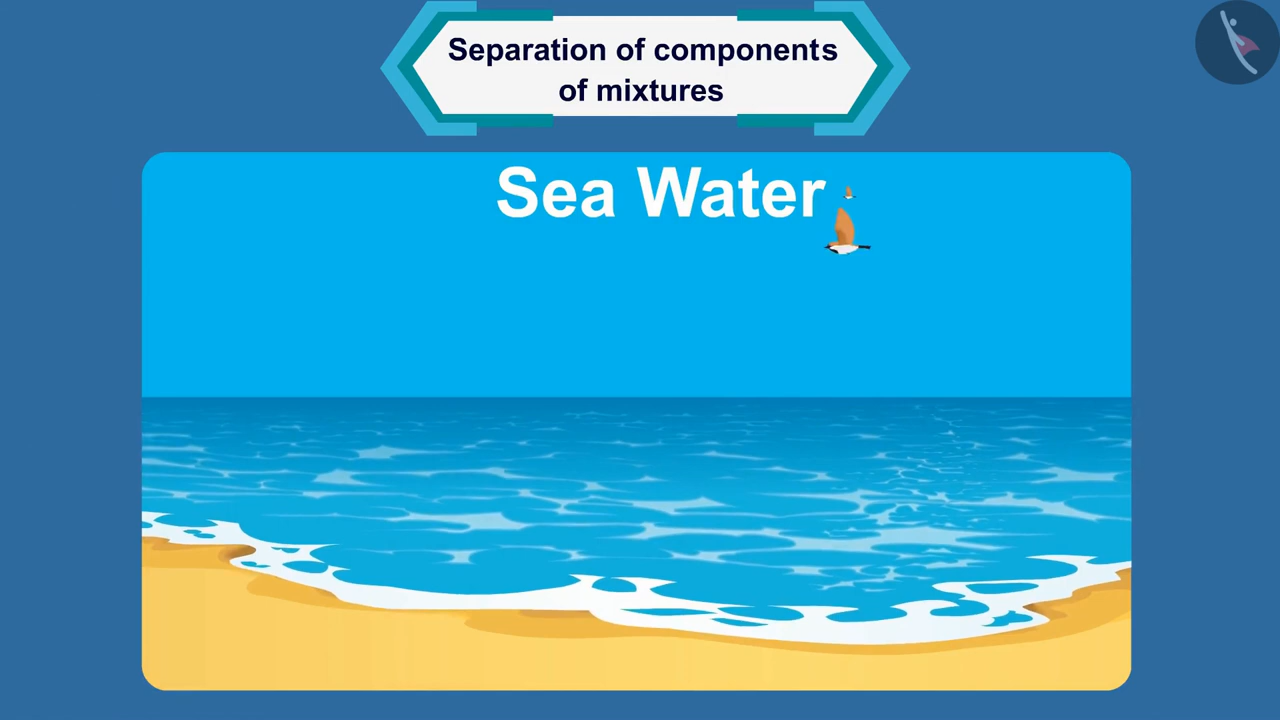 Separation of components
of mixtures
Sea Water